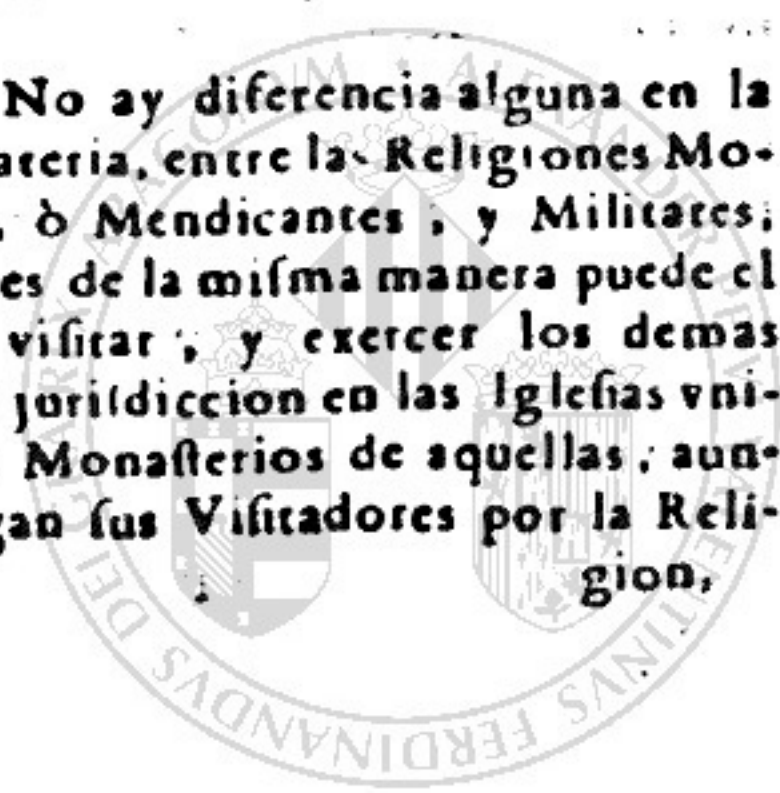 No ay diferencia alguna en la
ateria, entre las Religiones Mo-
, ò Mendicantes, y Militares,
es de la miſma manera puede el
viſitar, y exercer los demas
juriſdiccion en las Igleſias vni-
Monaſterios de aquellas, aun-
gan ſus Viſitadores por la Reli-
gion,